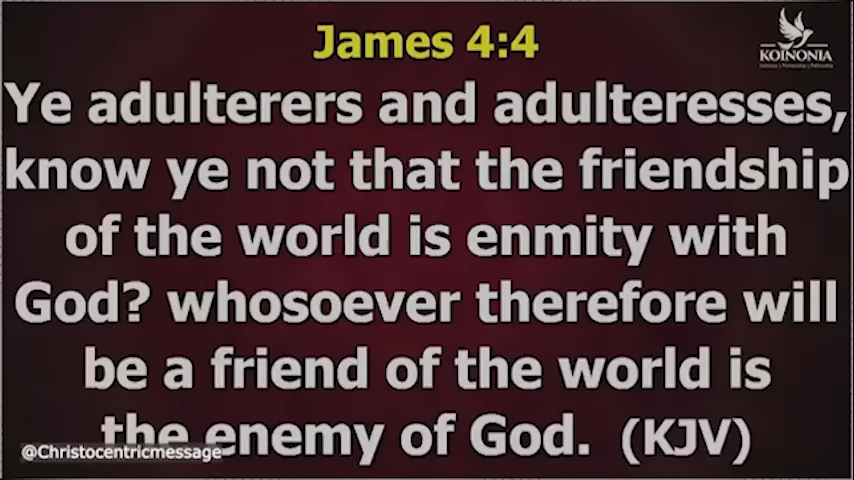 James 4:4
KOINONIA
Ye adulterers and adulteresses,
know ye not that the friendship
of the world is enmity with
God? whosoever therefore will
be a friend of the world is
the enemy of God. (KJV)
@Christocentricmessage